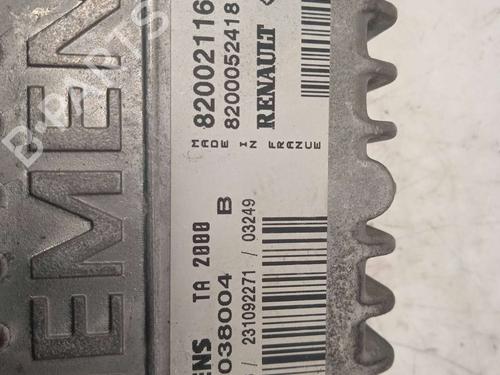 EMEN
B-PARTS
82002116
8200052418
RENAULT
MADE IN FRANCE
ENS TA 2000 B
038004
231092271 / 03249